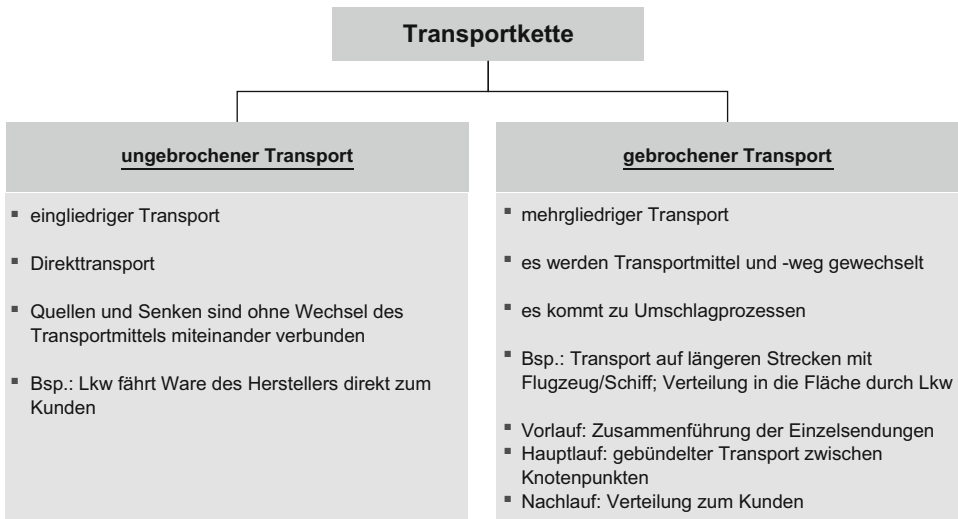 Transportkette
ungebrochener Transport
▪ eingliedriger Transport
▪ Direkttransport
▪ Quellen und Senken sind ohne Wechsel des
Transportmittels miteinander verbunden
▪ Bsp.: Lkw fährt Ware des Herstellers direkt zum
Kunden
gebrochener Transport
▪ mehrgliedriger Transport
▪ es werden Transportmittel und -weg gewechselt
▪ es kommt zu Umschlagprozessen
▪ Bsp.: Transport auf längeren Strecken mit
Flugzeug/Schiff; Verteilung in die Fläche durch Lkw
▪ Vorlauf: Zusammenführung der Einzelsendungen
▪ Hauptlauf: gebündelter Transport zwischen
Knotenpunkten
▪ Nachlauf: Verteilung zum Kunden